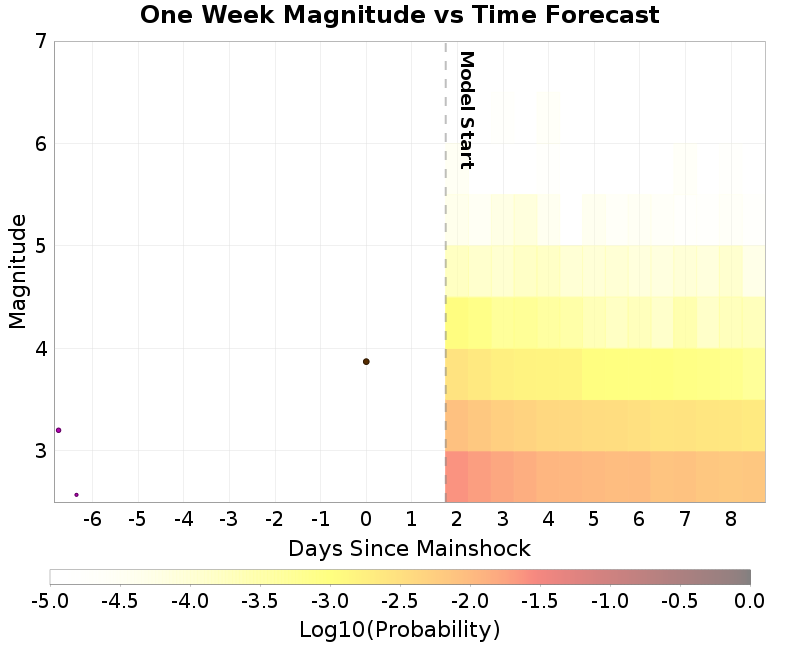 One Week Magnitude vs Time Forecast
7
6
5
4
3
Magnitude
Model Start
-6 -5 -4 -3 -2 -1 0 1 2 3 4 5 6 7 8
Days Since Mainshock
-5.0 -4.5 -4.0 -3.5 -3.0 -2.5 -2.0 -1.5 -1.0 -0.5 0.0
Log10(Probability)